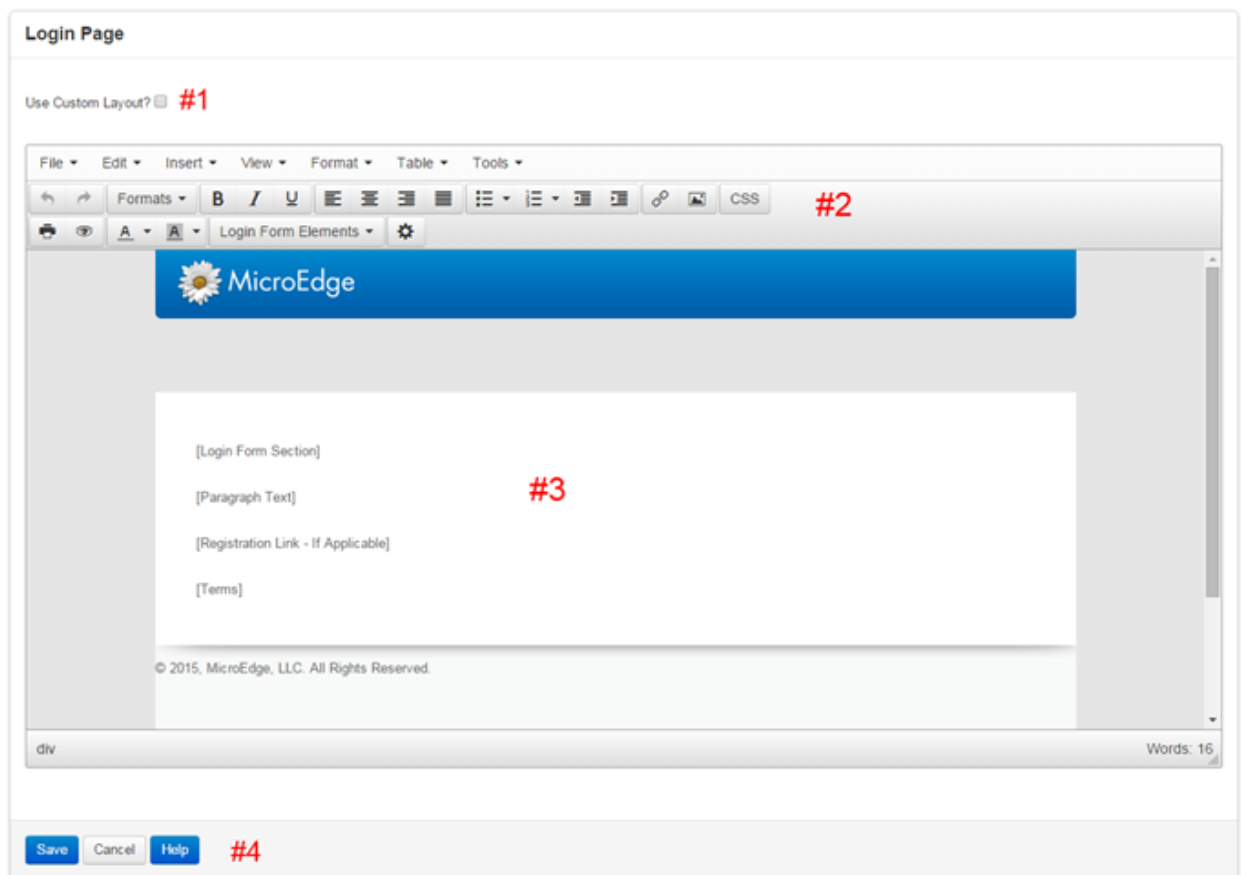 Login Page
Use Custom Layout? #1
File Edit Insert View Format Table Tools
Formats B I U CSS #2
A A Login Form Elements
MicroEdge
[Login Form Section]
#3
[Paragraph Text]
[Registration Link - If Applicable]
[Terms]
© 2015, MicroEdge, LLC. All Rights Reserved.
div Words: 16
Save Cancel Help #4